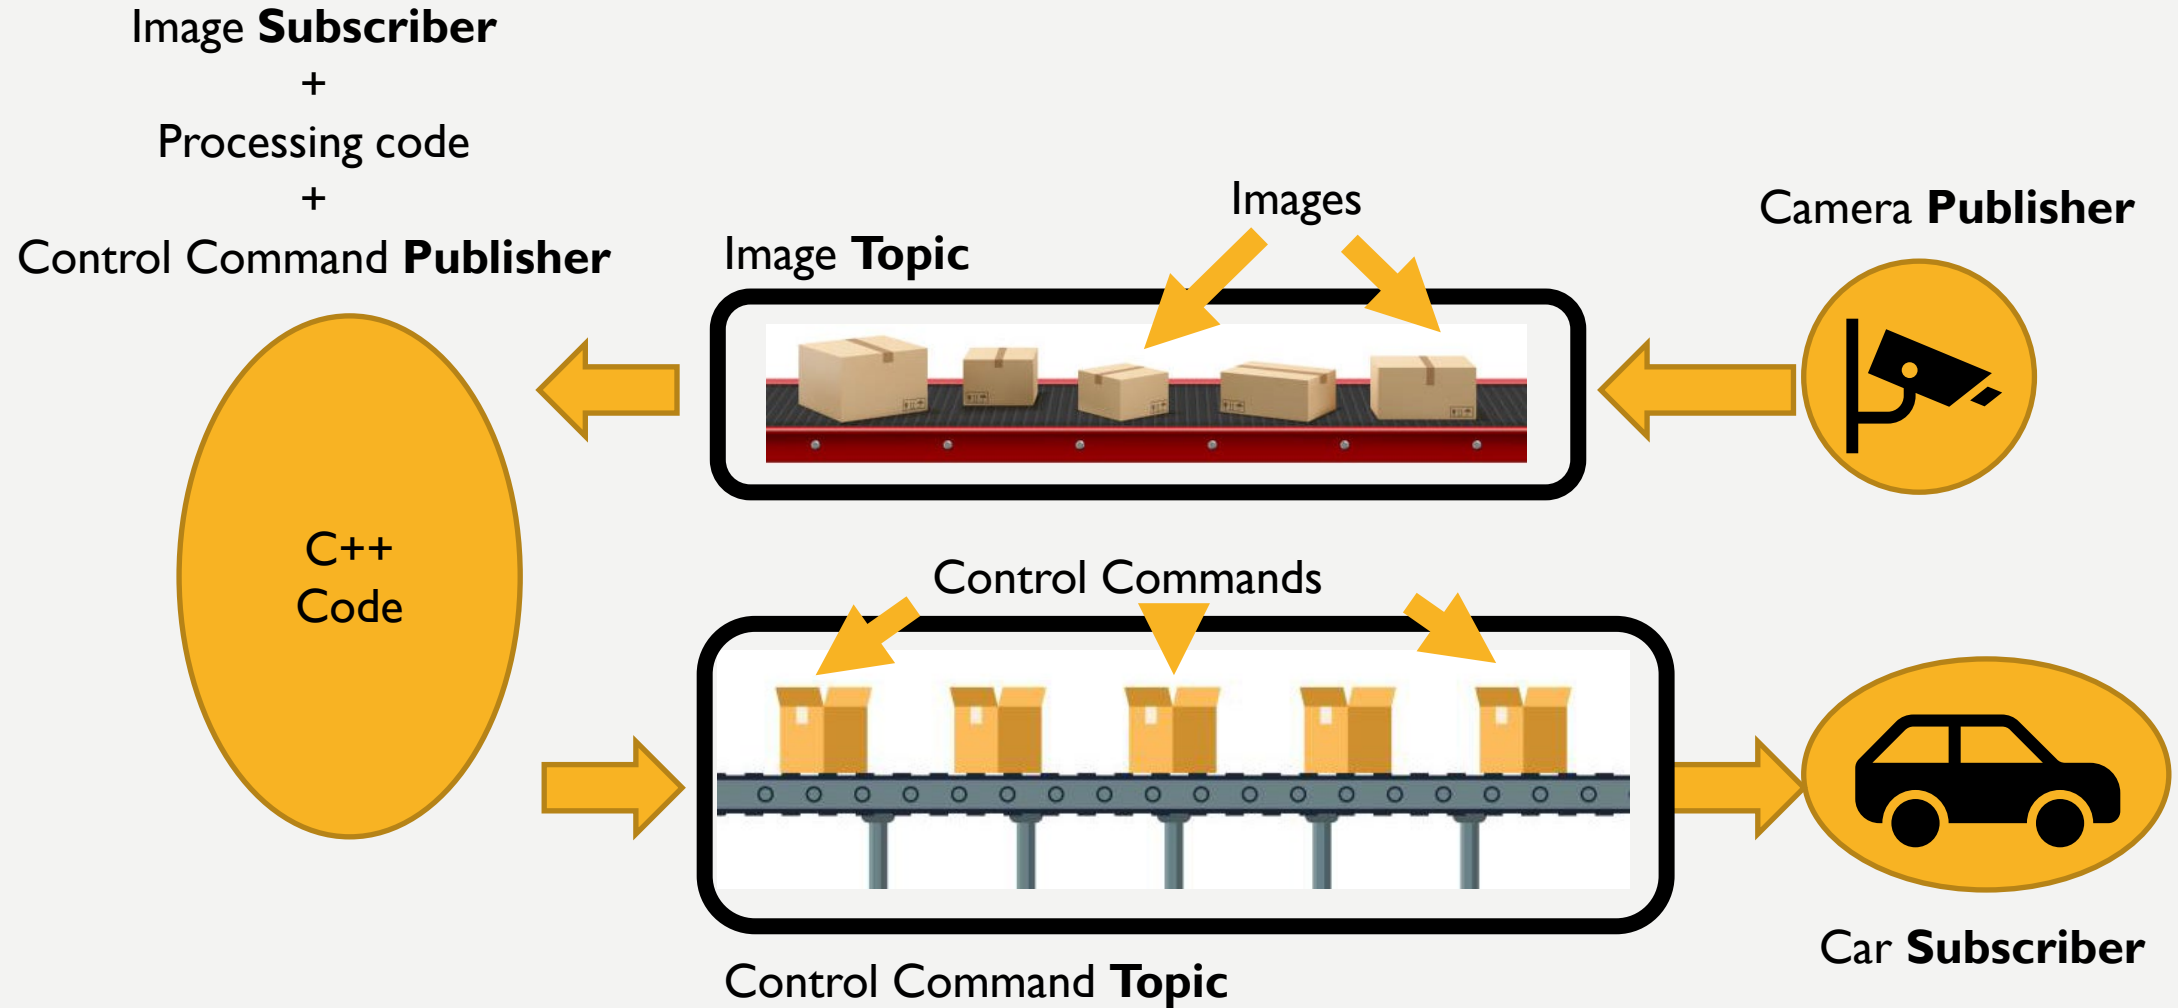 Image Subscriber
+
Processing code
+
Control Command Publisher
Images
Camera Publisher
Image Topic
C++
Code
Control Commands
Car Subscriber
Control Command Topic